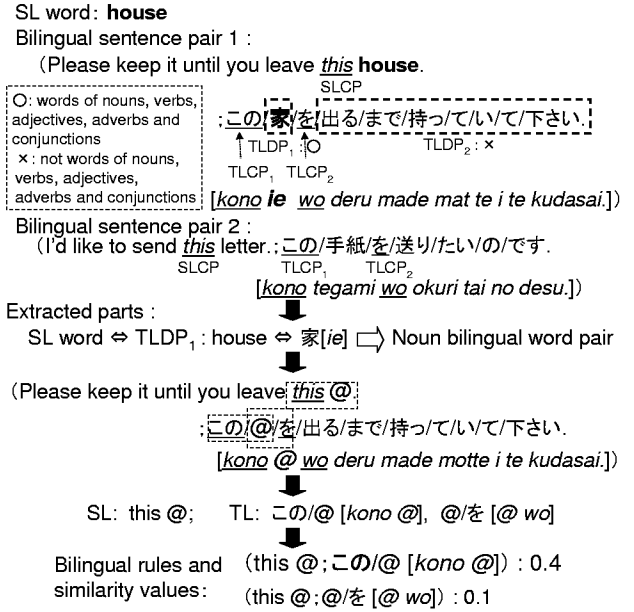 SL word: house
Bilingual sentence pair 1 :
(Please keep it until you leave this house.
SLCP
○: words of nouns, verbs,
adjectives, adverbs and
conjunctions
×: not words of nouns,
verbs, adjectives,
adverbs and conjunctions
;この/家/を/出る/まで/持っ/て/い/て/下さい.
TLDP1 :○ TLDP2 : ×
TLCP1 TLCP2
[kono ie wo deru made mat te i te kudasai.])
Bilingual sentence pair 2 :
(I'd like to send this letter.;この/手紙/を/送り/たい/の/です.
SLCP TLCP1 TLCP2
[kono tegami wo okuri tai no desu.])
Extracted parts :
SL word ⇔ TLDP1 : house ⇔ 家[ie] ⇨ Noun bilingual word pair
(Please keep it until you leave this @.
;この/@/を/出る/まで/持っ/て/い/て/下さい.
[kono @ wo deru made motte i te kudasai.])
SL: this @; TL: この/@ [kono @], @/を [@ wo]
Bilingual rules and
similarity values:
(this @;この/@ [kono @]) : 0.4
(this @;@/を [@ wo]) : 0.1